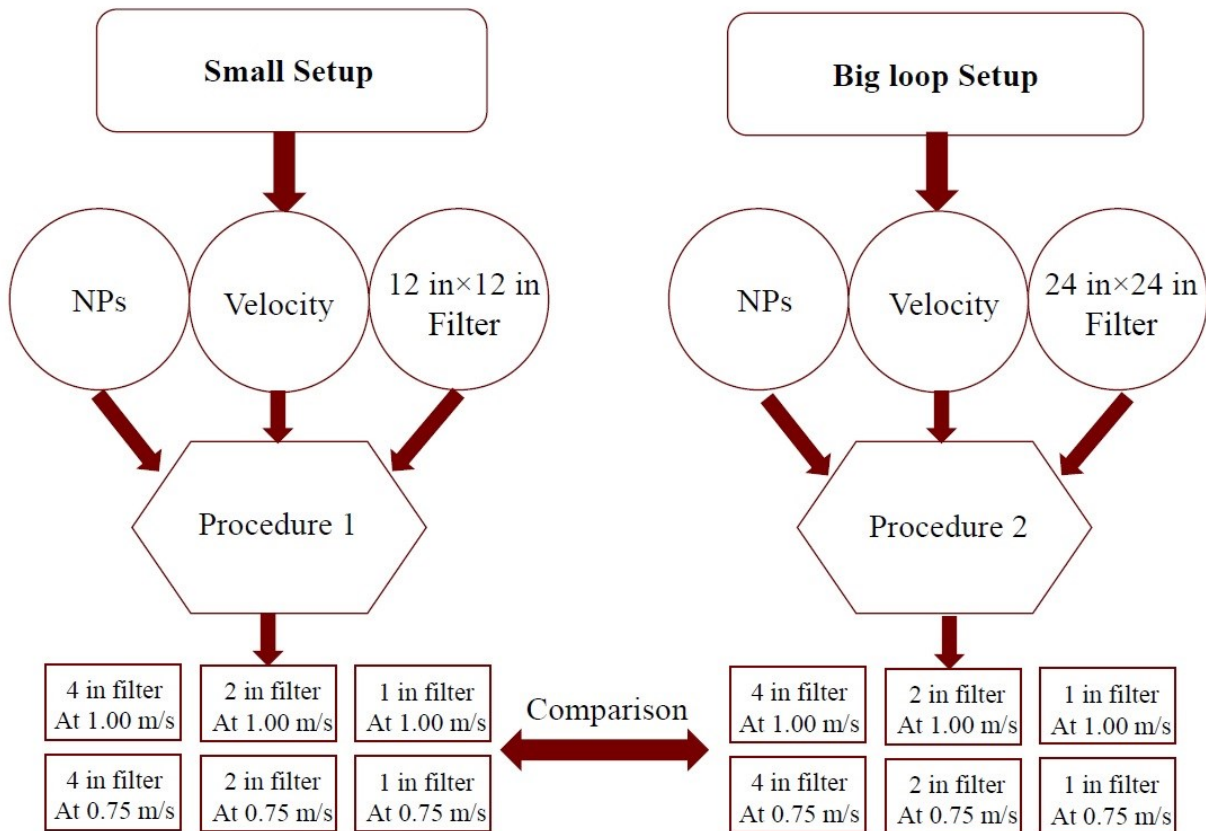 Small Setup
NPs
Velocity
12 in×12 in
Filter
Procedure 1
4 in filter
At 1.00 m/s
2 in filter
At 1.00 m/s
1 in filter
At 1.00 m/s
4 in filter
At 0.75 m/s
2 in filter
At 0.75 m/s
1 in filter
At 0.75 m/s
Comparison
Big loop Setup
NPs
Velocity
24 in×24 in
Filter
Procedure 2
4 in filter
At 1.00 m/s
2 in filter
At 1.00 m/s
1 in filter
At 1.00 m/s
4 in filter
At 0.75 m/s
2 in filter
At 0.75 m/s
1 in filter
At 0.75 m/s